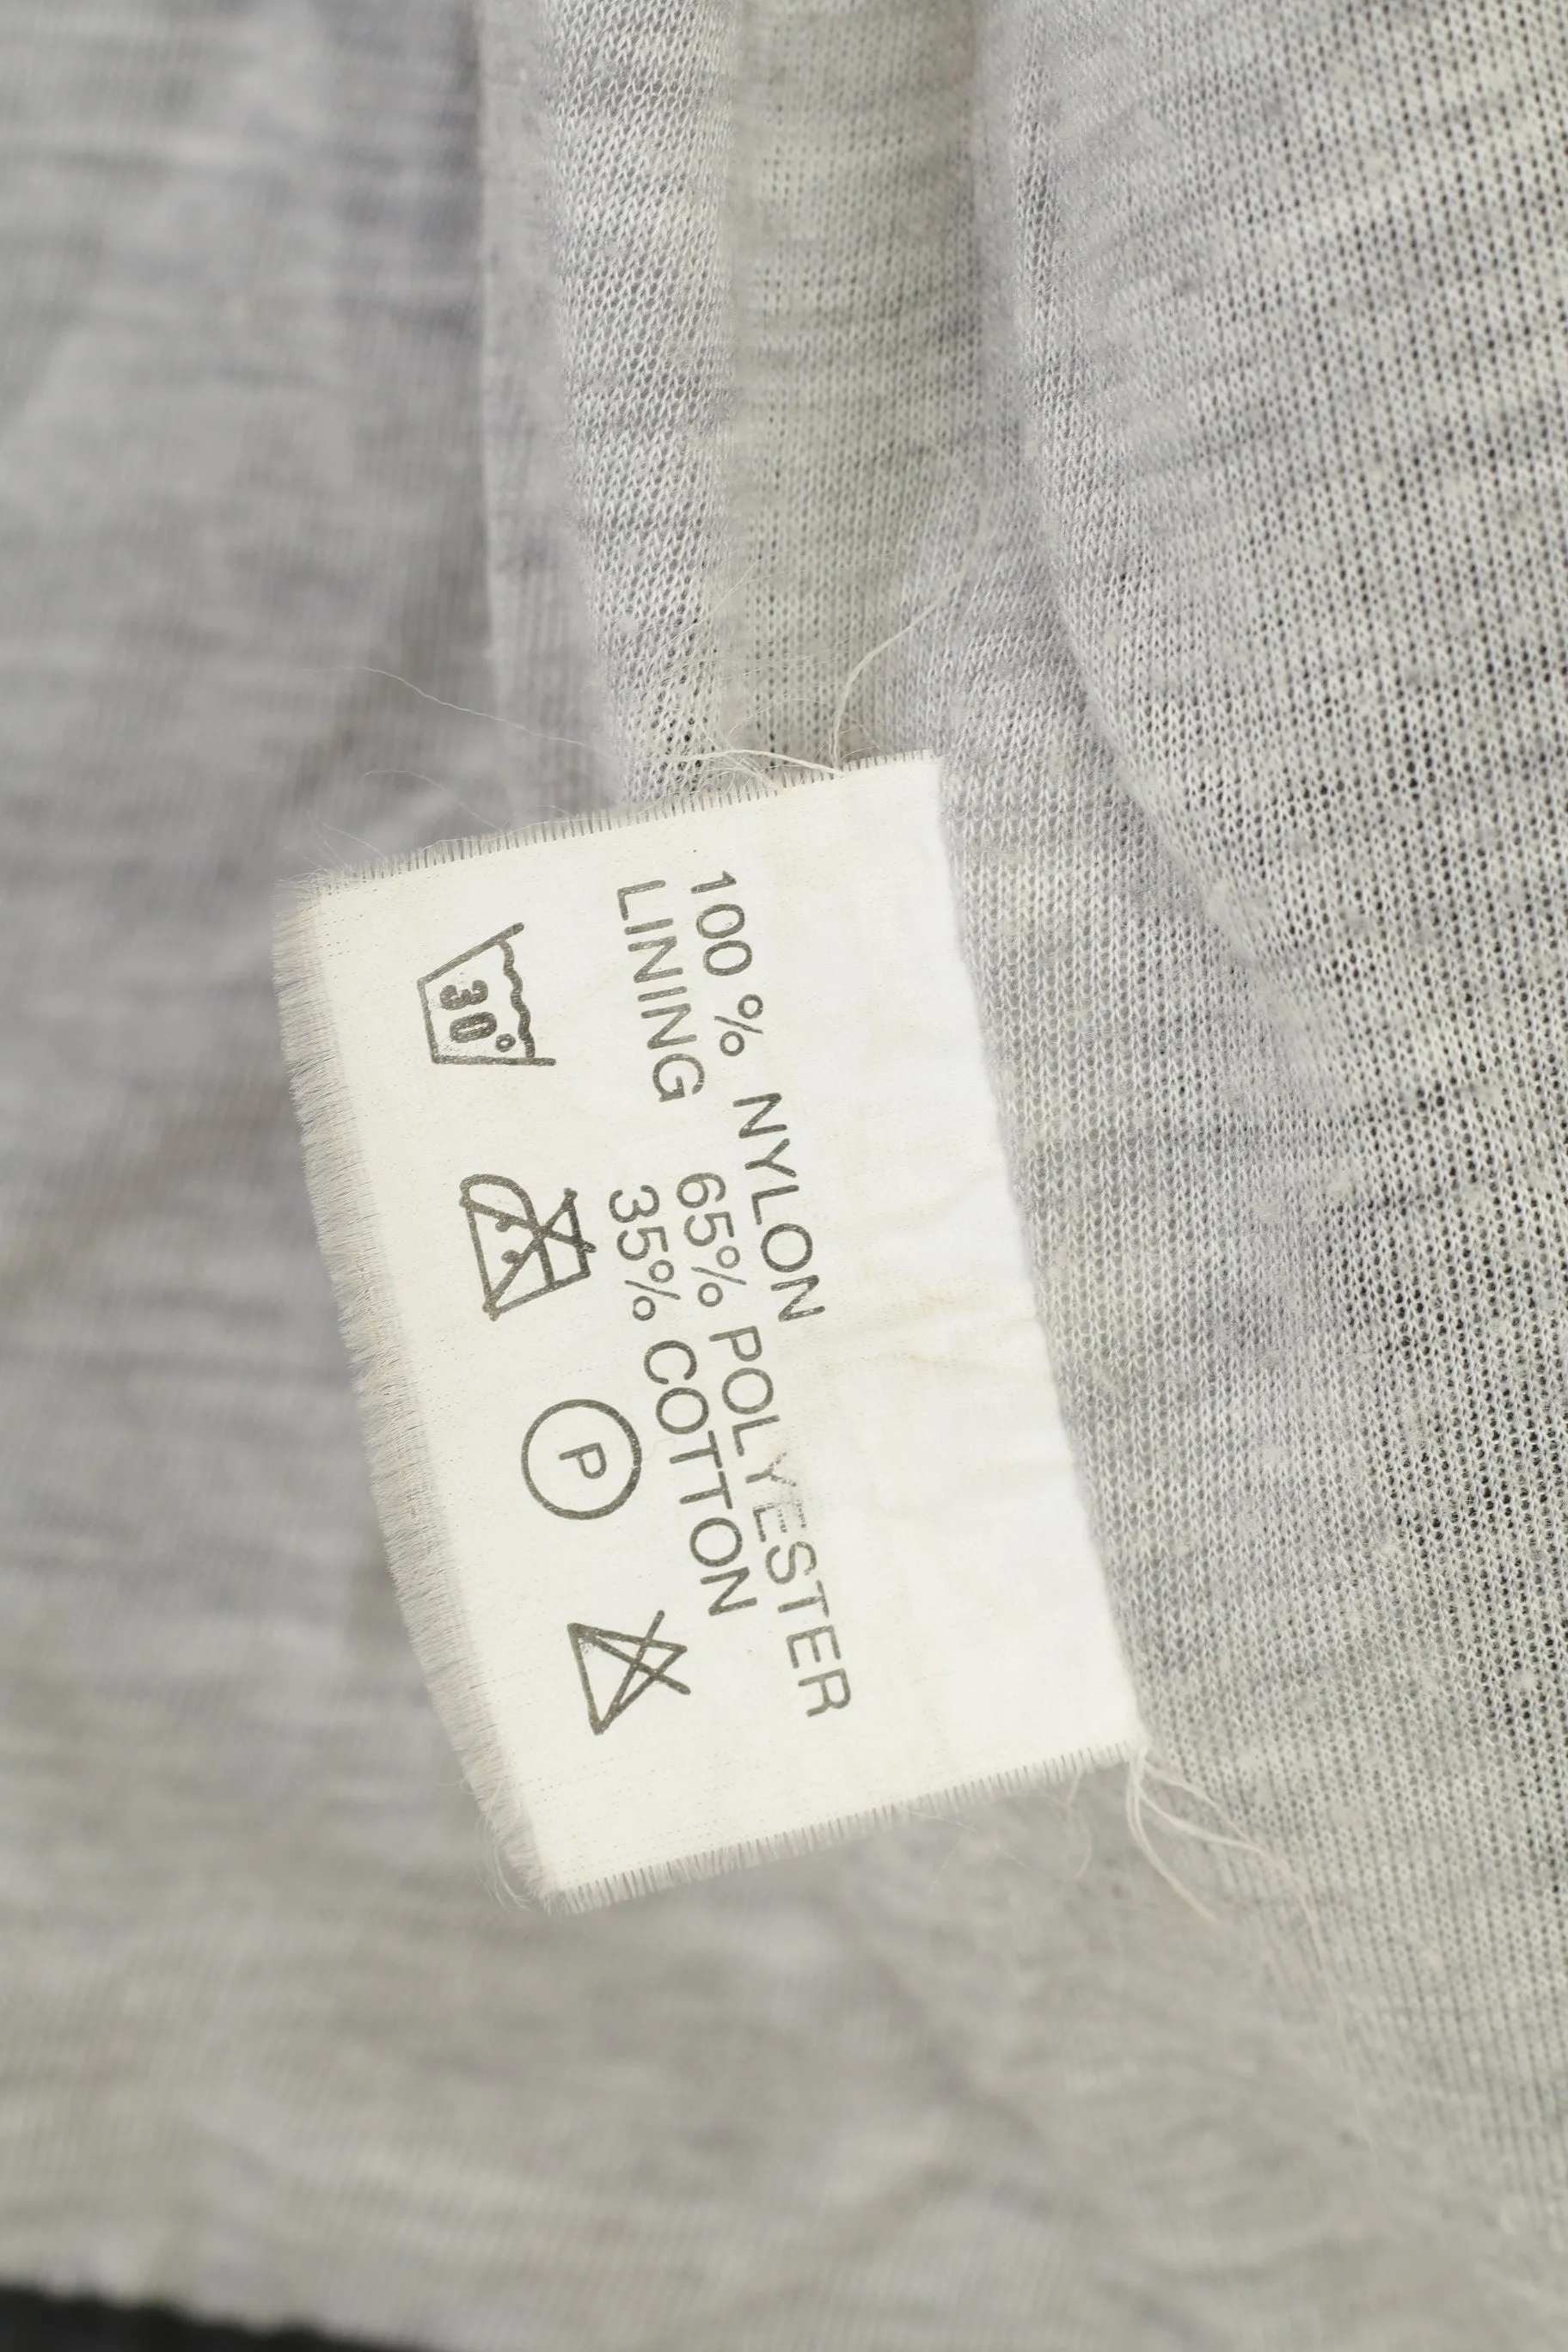 100 % NYLON
LINING 65% POLYESTER
35% COTTON
30°
P